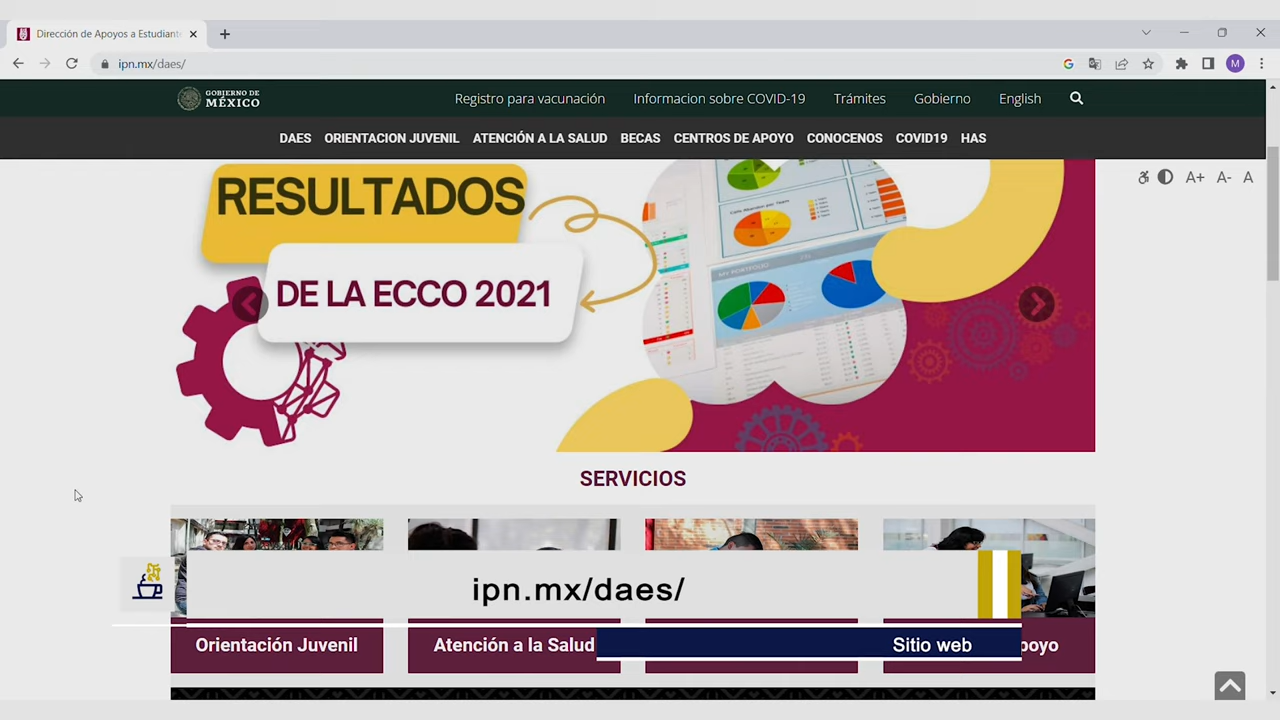 Dirección de Apoyos a Estudiant
ipn.mx/daes/
M
GOBIERNO DE
MÉXICO
Registro para vacunación
Informacion sobre COVID-19
Trámites
Gobierno
English
DAES
ORIENTACION JUVENIL
ATENCIÓN A LA SALUD
BECAS
CENTROS DE APOYO
CONOCENOS
COVID19
HAS
A+
A-
A
RESULTADOS
DE LA ECCO 2021
MY PORTFOLIO
SERVICIOS
ipn.mx/daes/
Orientación Juvenil
Atención a la Salud
Sitio web
poyo